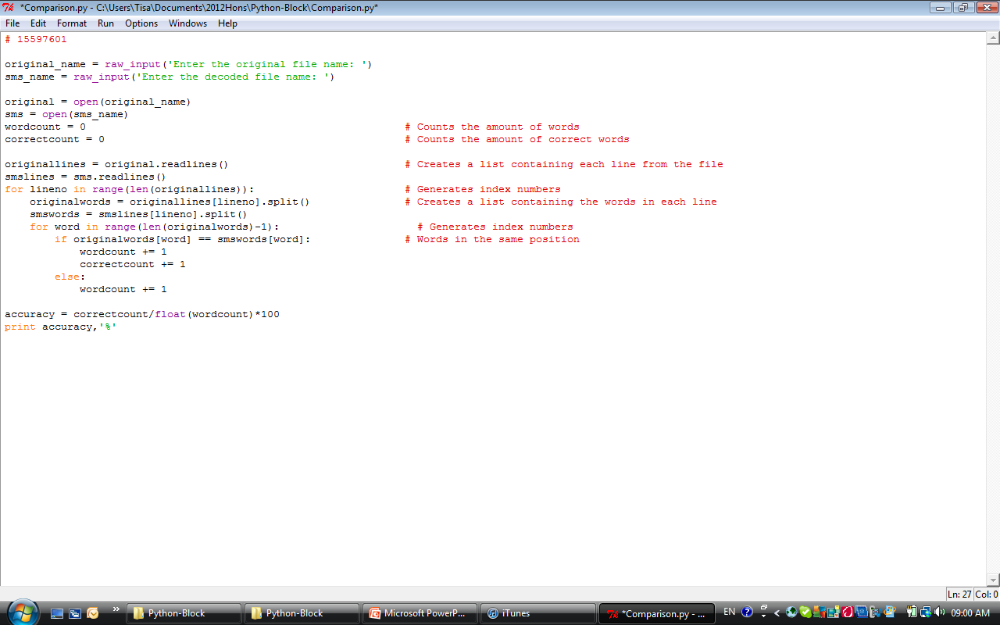 *Comparison.py - C:\Users\Tisa\Documents\2012Hons\Python-Block\Comparison.py*
File Edit Format Run Options Windows Help
# 15597601
original_name = raw_input('Enter the original file name: ')
sms_name = raw_input('Enter the decoded file name: ')
original = open(original_name)
sms = open(sms_name)
wordcount = 0 # Counts the amount of words
correctcount = 0 # Counts the amount of correct words
originallines = original.readlines() # Creates a list containing each line from the file
smslines = sms.readlines()
for lineno in range(len(originallines)): # Generates index numbers
    originalwords = originallines[lineno].split() # Creates a list containing the words in each line
    smswords = smslines[lineno].split()
    for word in range(len(originalwords)-1): # Generates index numbers
        if originalwords[word] == smswords[word]: # Words in the same position
            wordcount += 1
            correctcount += 1
        else:
            wordcount += 1
accuracy = correctcount/float(wordcount)*100
print accuracy,'%'
Ln: 27 Col: 0
Python-Block Python-Block Microsoft PowerP... iTunes *Comparison.py - ... EN 09:00 AM